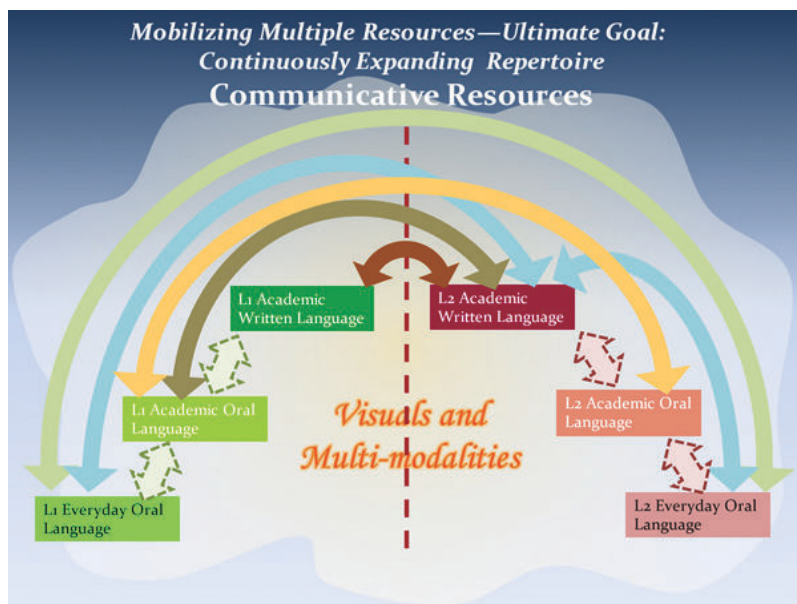 Mobilizing Multiple Resources—Ultimate Goal:
Continuously Expanding Repertoire
Communicative Resources
L1 Academic
Written Language
L2 Academic
Written Language
L1 Academic Oral
Language
Visuals and
Multi-modalities
L2 Academic Oral
Language
L1 Everyday Oral
Language
L2 Everyday Oral
Language